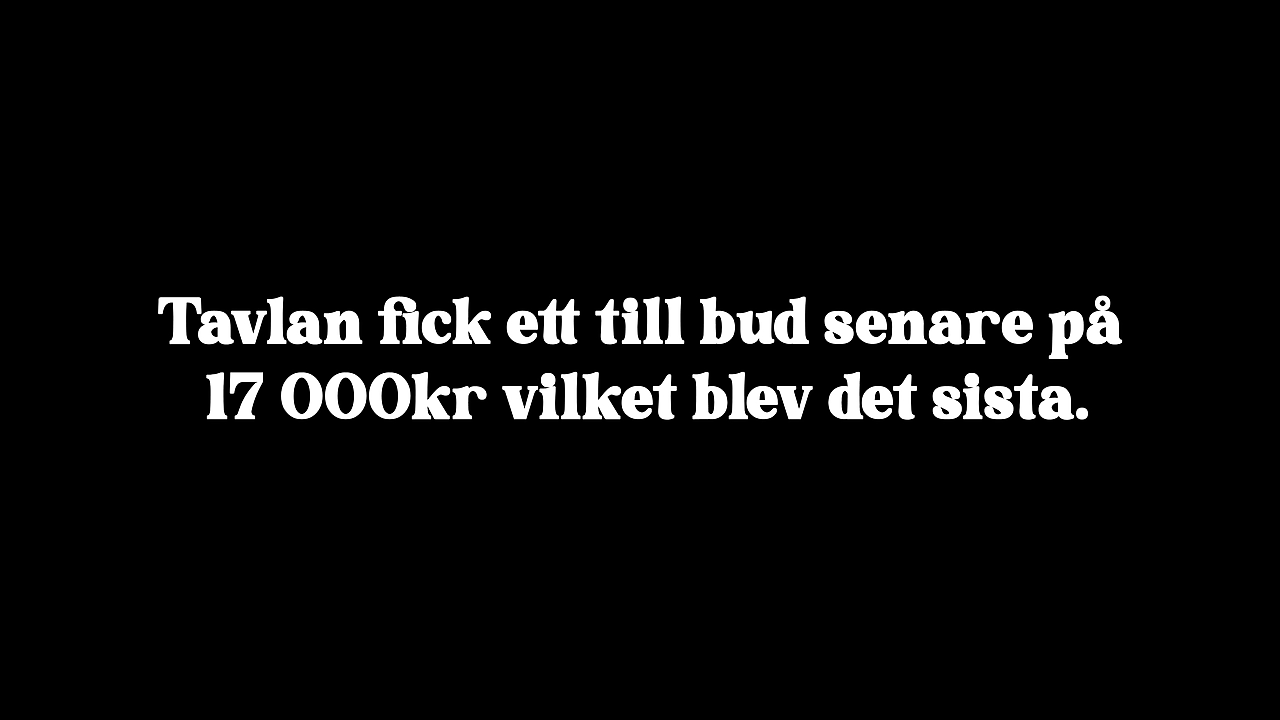 Tavlan fick ett till bud senare på
17 000kr vilket blev det sista.